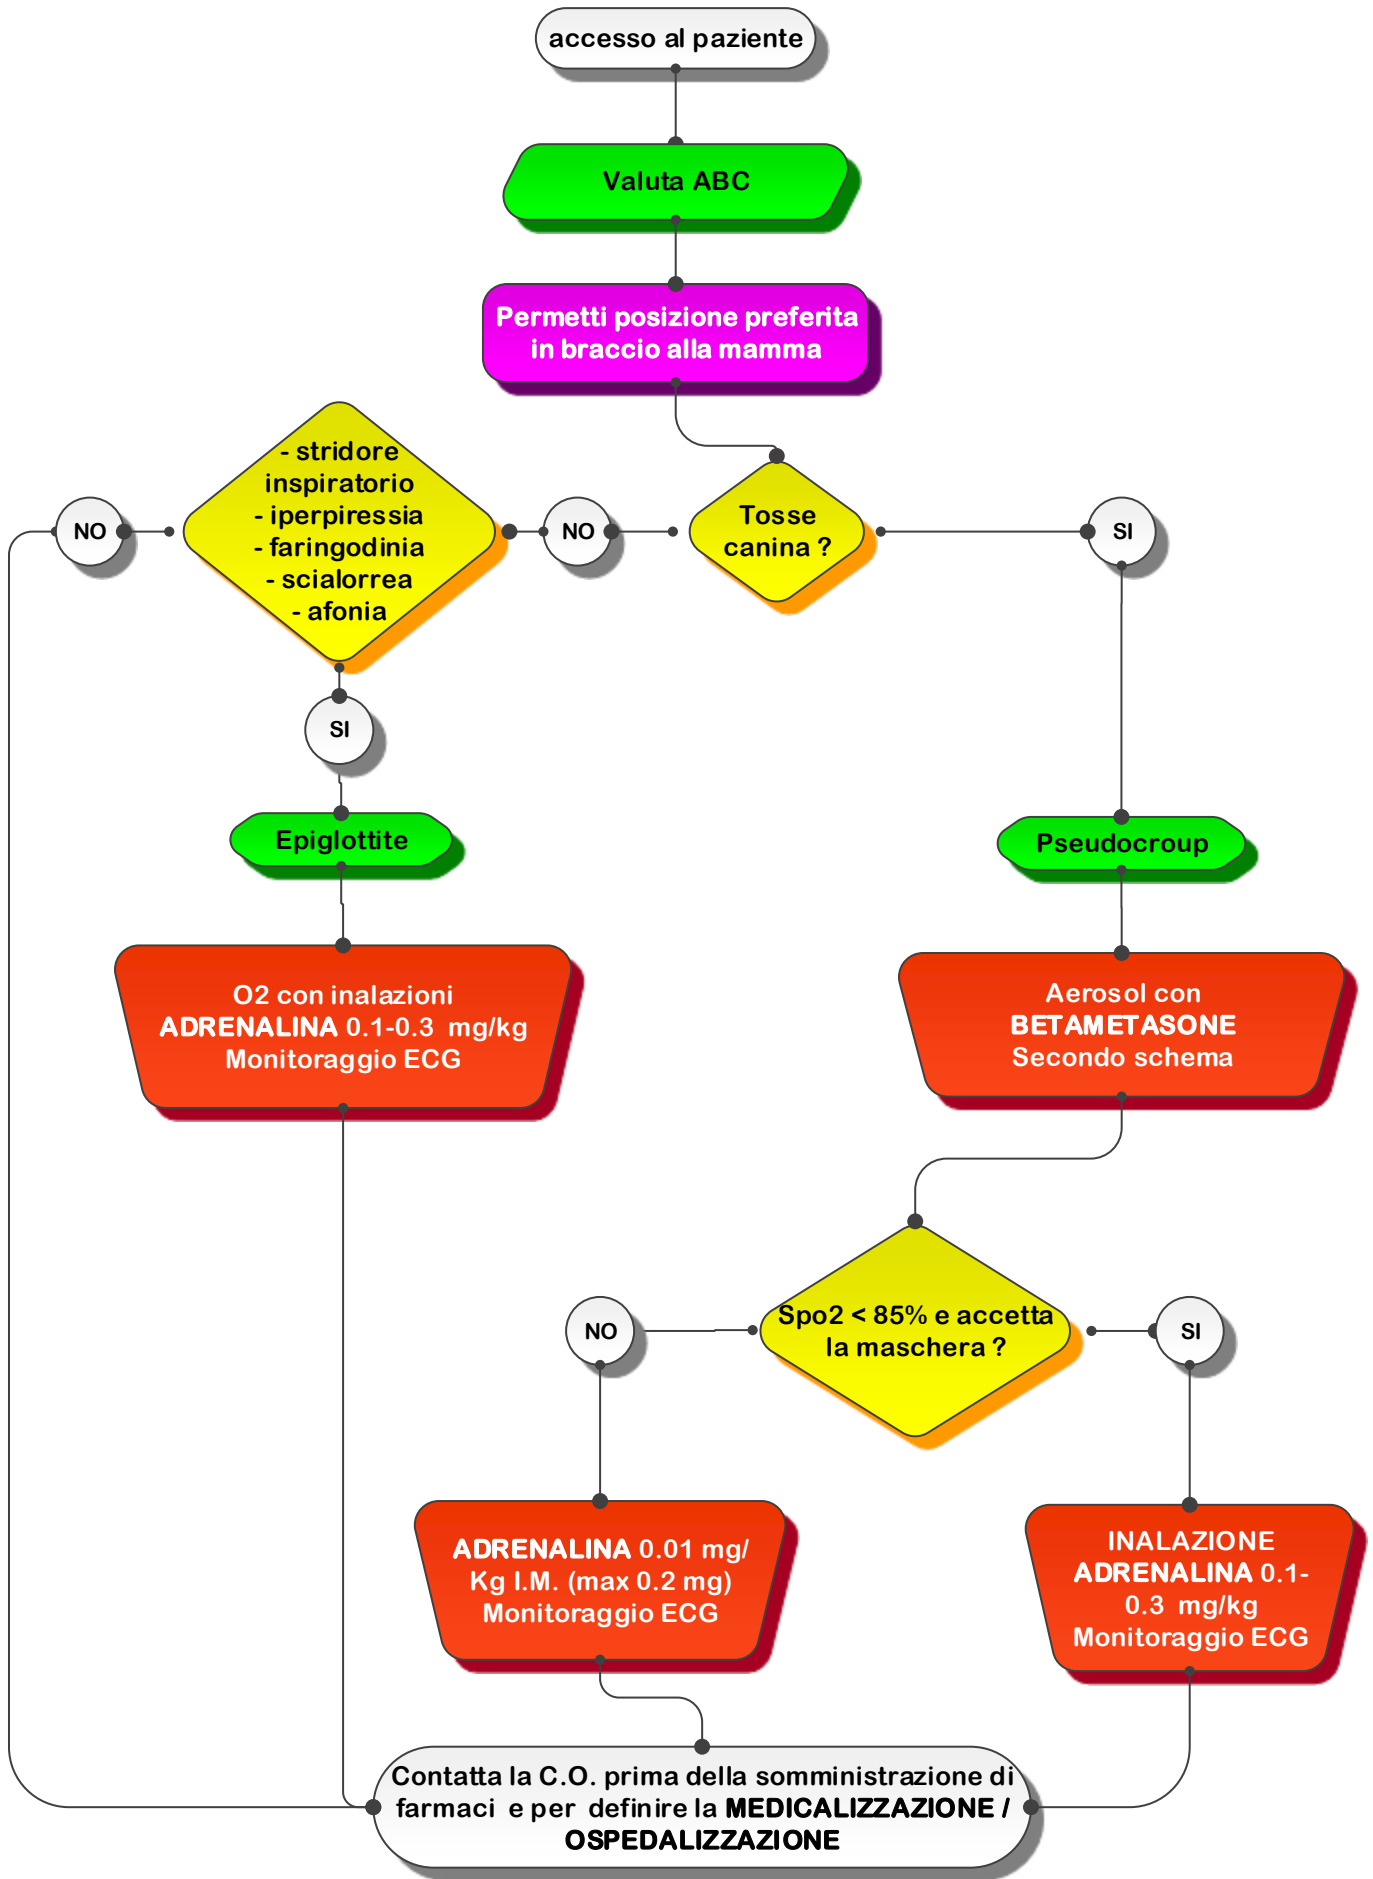 accesso al paziente
Valuta ABC
Permetti posizione preferita
in braccio alla mamma
- stridore
inspiratorio
- iperpiressia
- faringodinia
- scialorrea
- afonia
NO
NO
Tosse
canina ?
SI
SI
Epiglottite
Pseudocroup
O2 con inalazioni
ADRENALINA 0.1-0.3 mg/kg
Monitoraggio ECG
Aerosol con
BETAMETASONE
Secondo schema
NO
Spo2 < 85% e accetta
la maschera ?
SI
ADRENALINA 0.01 mg/
Kg I.M. (max 0.2 mg)
Monitoraggio ECG
INALAZIONE
ADRENALINA 0.1-
0.3 mg/kg
Monitoraggio ECG
Contatta la C.O. prima della somministrazione di
farmaci e per definire la MEDICALIZZAZIONE /
OSPEDALIZZAZIONE